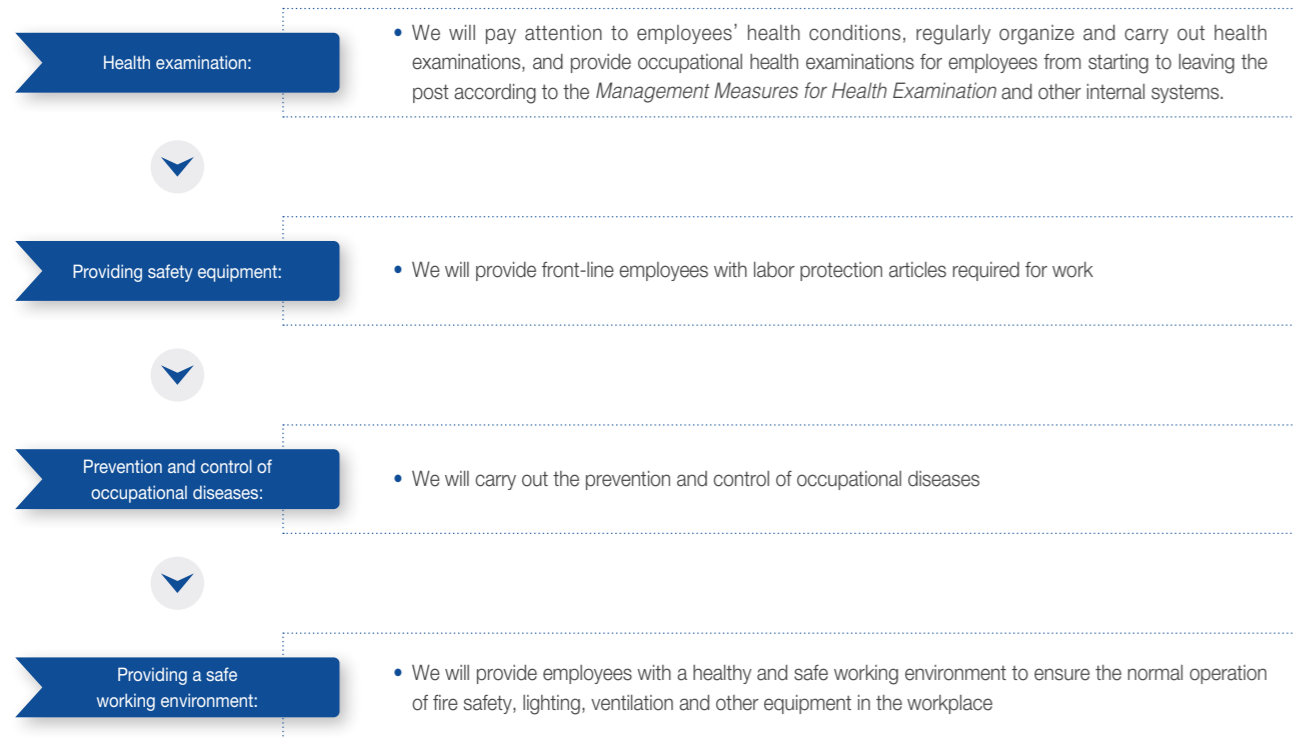 Health examination:
• We will pay attention to employees’ health conditions, regularly organize and carry out health
examinations, and provide occupational health examinations for employees from starting to leaving the
post according to the Management Measures for Health Examination and other internal systems.
Providing safety equipment:
• We will provide front-line employees with labor protection articles required for work
Prevention and control of
occupational diseases:
• We will carry out the prevention and control of occupational diseases
Providing a safe
working environment:
• We will provide employees with a healthy and safe working environment to ensure the normal operation
of fire safety, lighting, ventilation and other equipment in the workplace